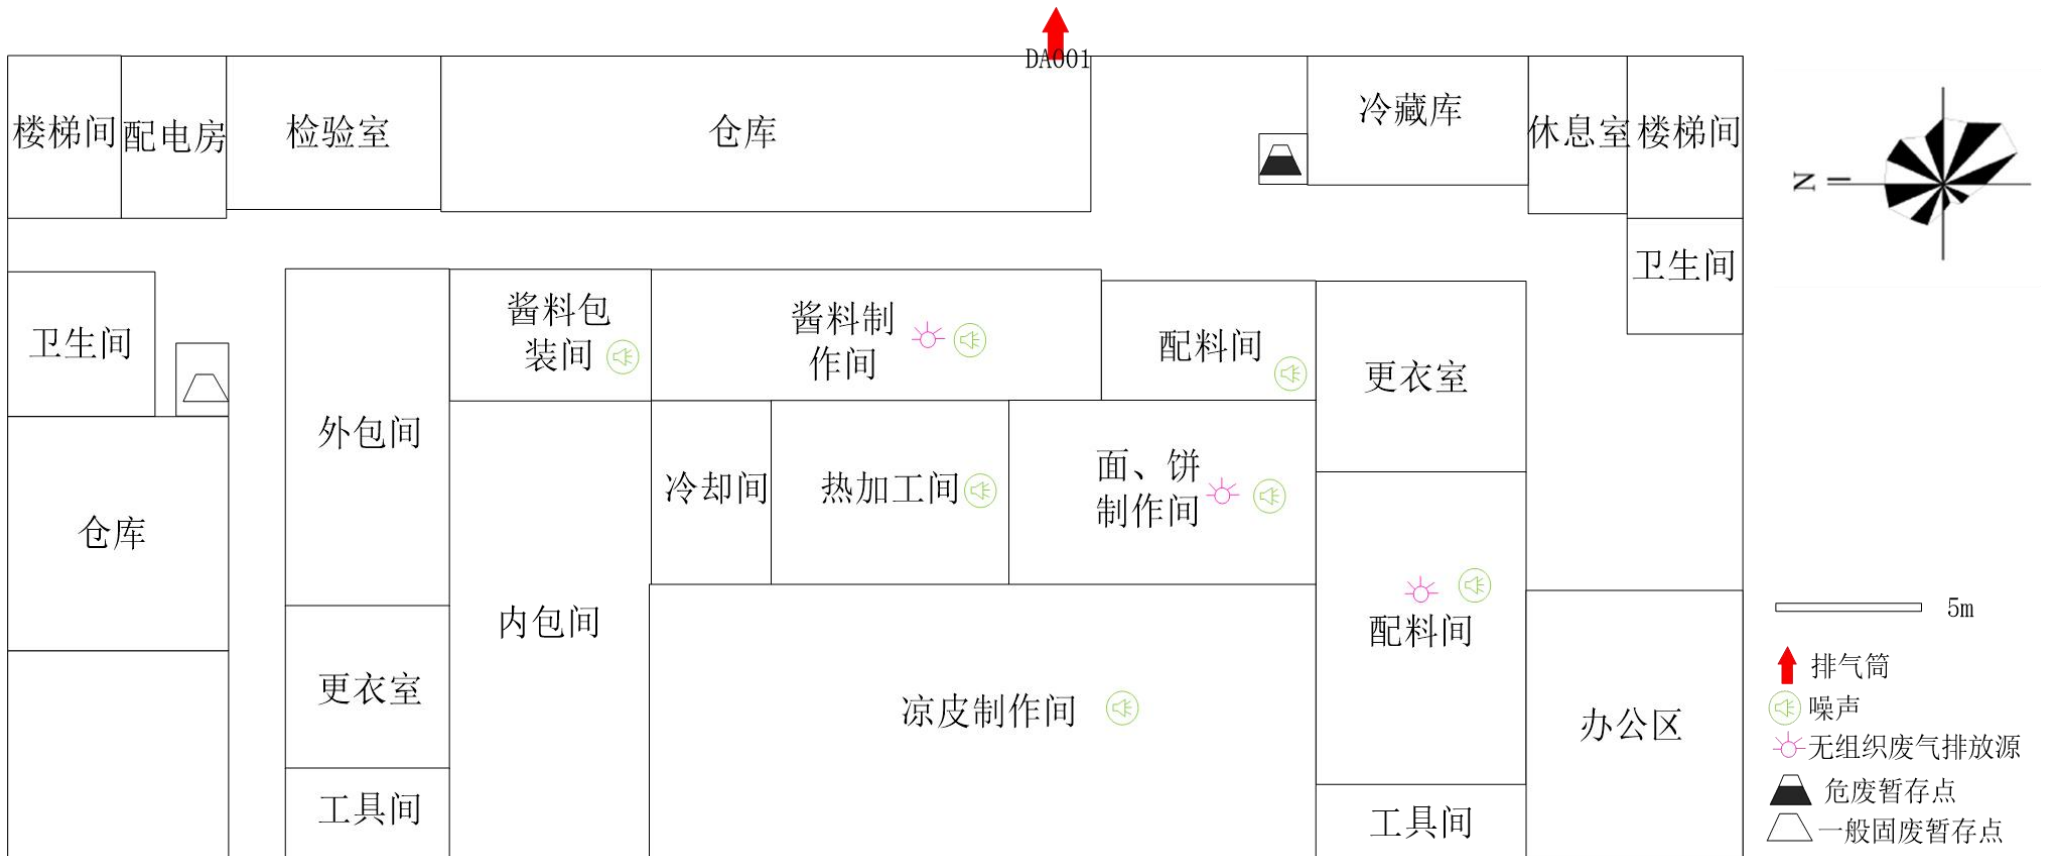 DA001
楼梯间
配电房
检验室
仓库
冷藏库
休息室
楼梯间
N
卫生间
卫生间
酱料包
装间
酱料制
作间
配料间
更衣室
外包间
冷却间
热加工间
面、饼
制作间
仓库
内包间
配料间
5m
更衣室
凉皮制作间
办公区
工具间
工具间
排气筒
噪声
无组织废气排放源
危废暂存点
一般固废暂存点